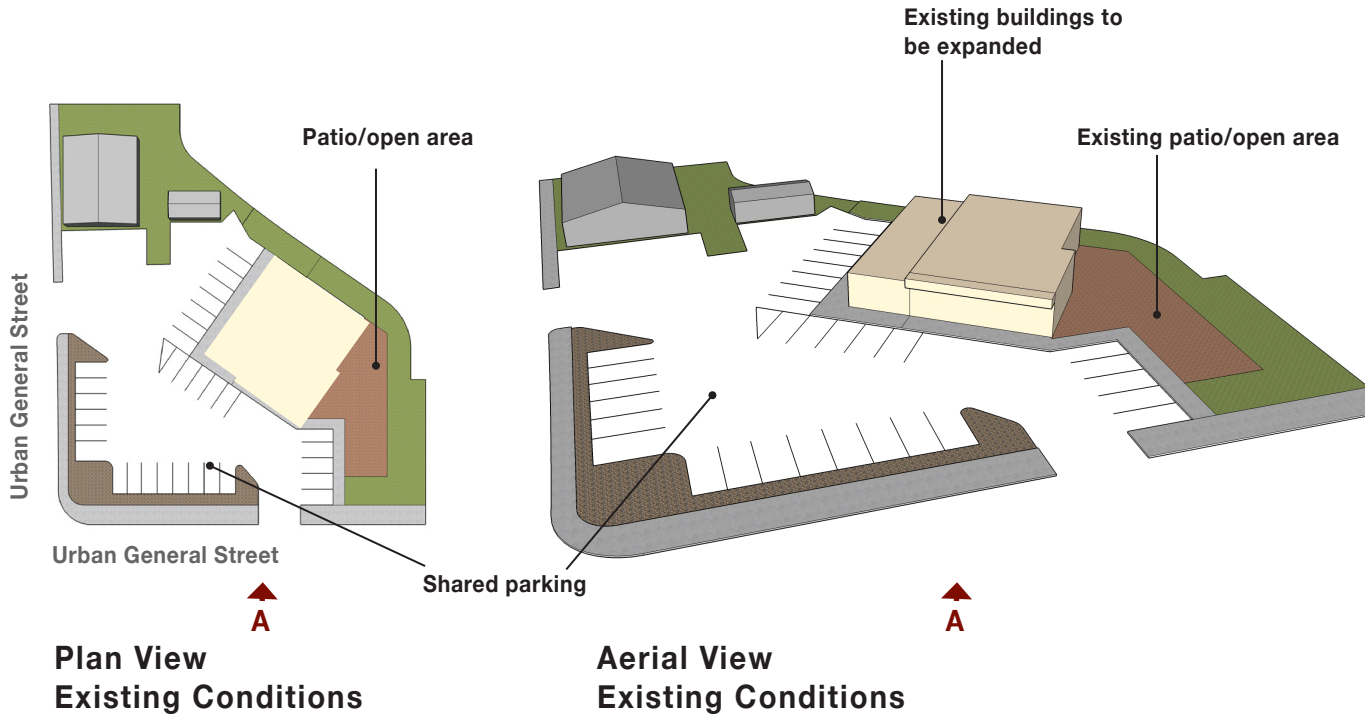 Existing buildings to
be expanded
Patio/open area
Existing patio/open area
Urban General Street
Urban General Street
Shared parking
A
A
Plan View
Existing Conditions
Aerial View
Existing Conditions